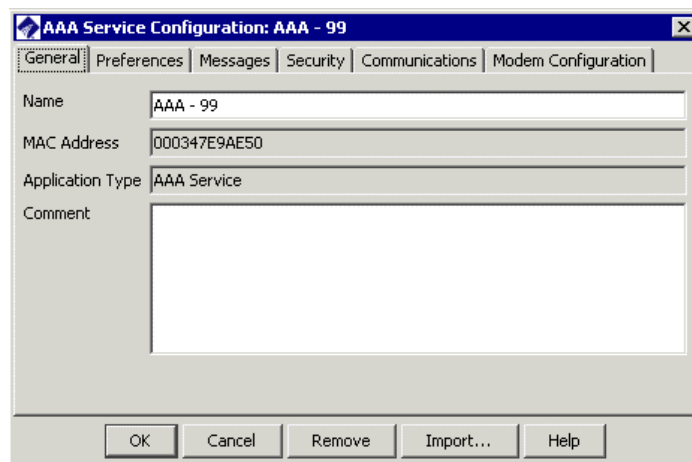 AAA Service Configuration: AAA - 99
General Preferences Messages Security Communications Modem Configuration
Name AAA - 99
MAC Address 000347E9AE50
Application Type AAA Service
Comment
OK Cancel Remove Import... Help